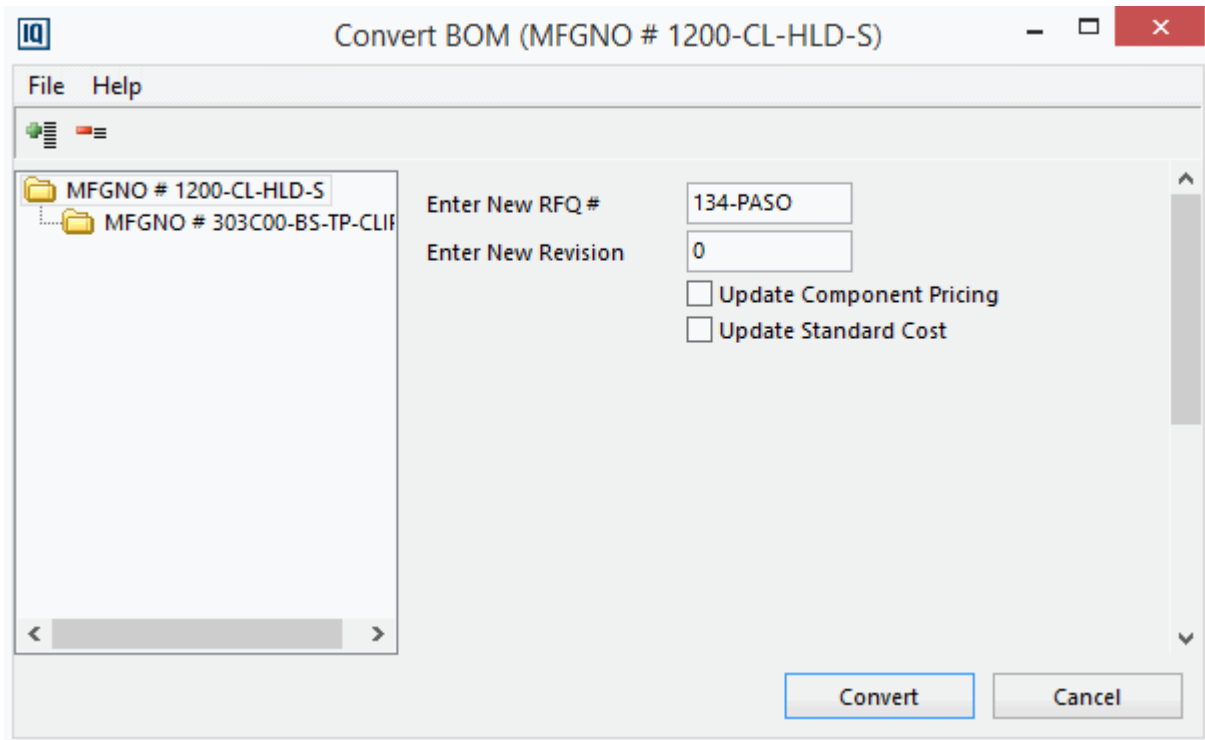 IQ
Convert BOM (MFGNO # 1200-CL-HLD-S)
File Help
MFGNO # 1200-CL-HLD-S
MFGNO # 303C00-BS-TP-CLIF
Enter New RFQ # 134-PASO
Enter New Revision 0
Update Component Pricing
Update Standard Cost
Convert Cancel